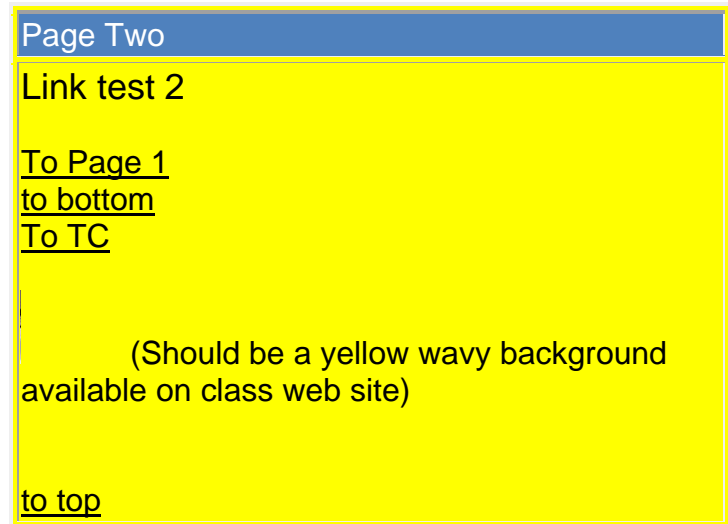 Page Two
Link test 2
To Page 1
to bottom
To TC
(Should be a yellow wavy background
available on class web site)
to top